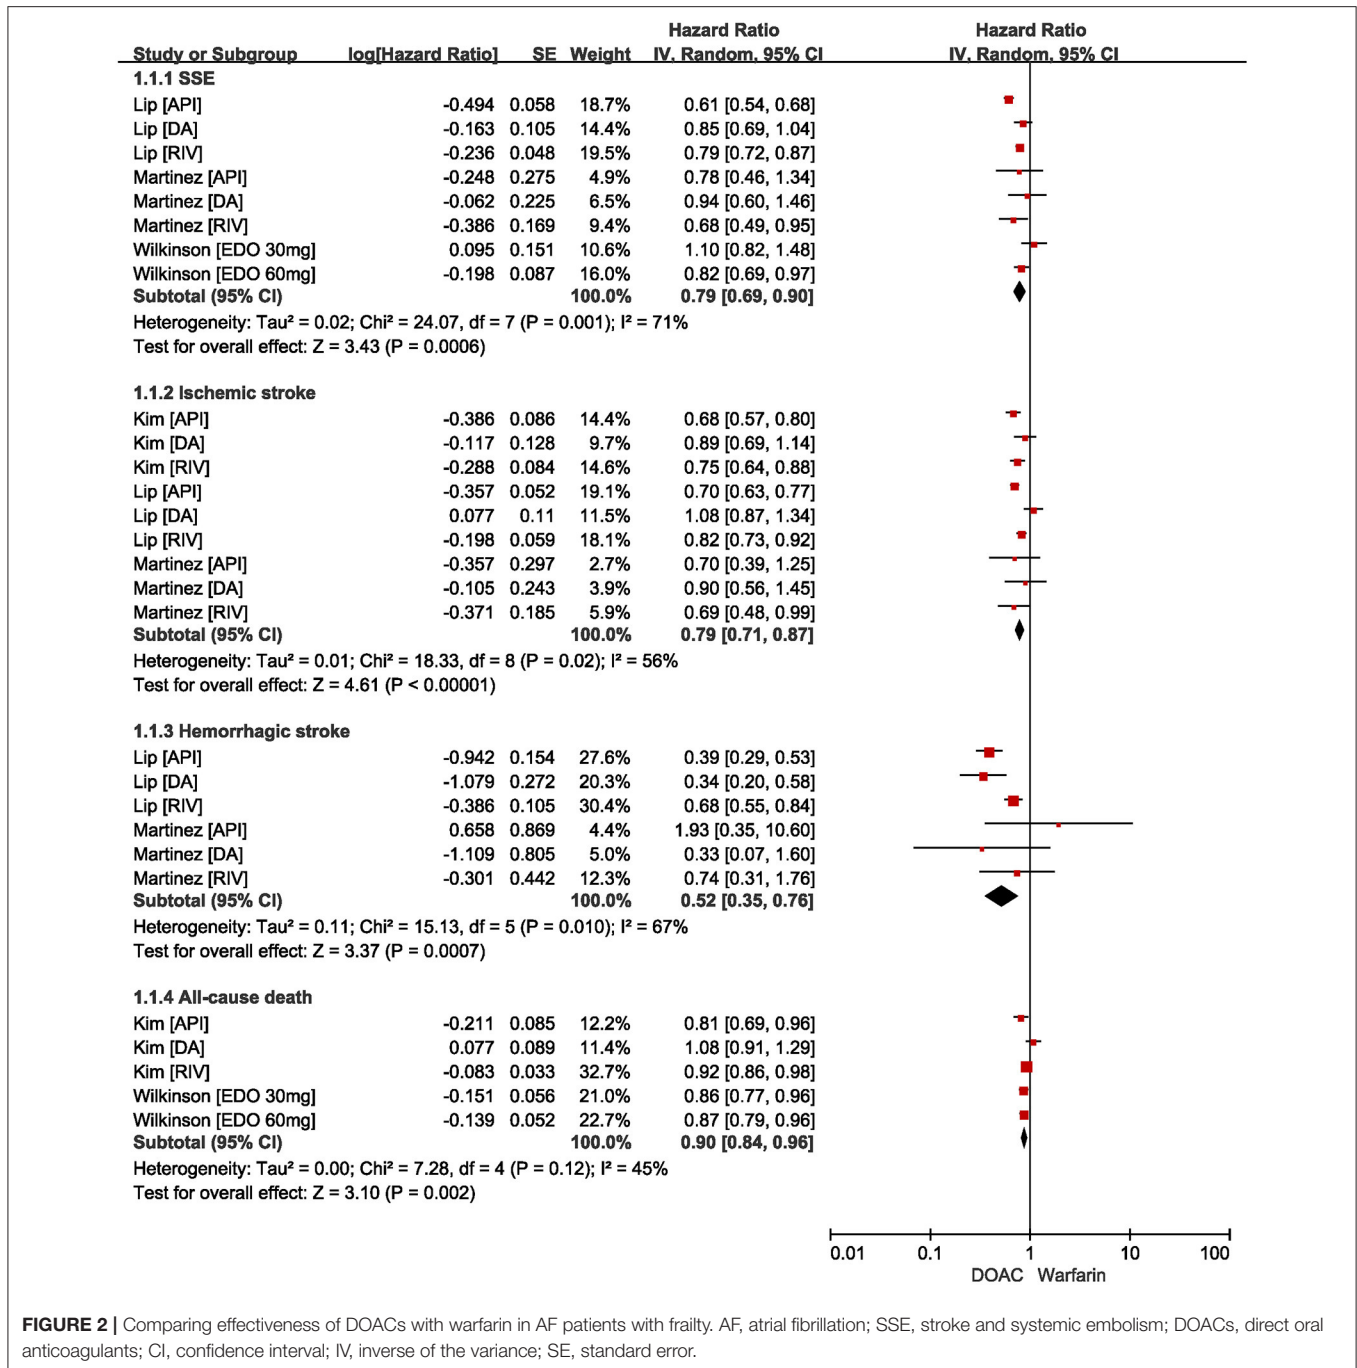 Hazard Ratio Hazard Ratio
Study or Subgroup log[Hazard Ratio] SE Weight IV, Random, 95% CI IV, Random, 95% CI
1.1.1 SSE
Lip [API] -0.494 0.058 18.7% 0.61 [0.54, 0.68]
Lip [DA] -0.163 0.105 14.4% 0.85 [0.69, 1.04]
Lip [RIV] -0.236 0.048 19.5% 0.79 [0.72, 0.87]
Martinez [API] -0.248 0.275 4.9% 0.78 [0.46, 1.34]
Martinez [DA] -0.062 0.225 6.5% 0.94 [0.60, 1.46]
Martinez [RIV] -0.386 0.169 9.4% 0.68 [0.49, 0.95]
Wilkinson [EDO 30mg] 0.095 0.151 10.6% 1.10 [0.82, 1.48]
Wilkinson [EDO 60mg] -0.198 0.087 16.0% 0.82 [0.69, 0.97]
Subtotal (95% CI) 100.0% 0.79 [0.69, 0.90]
Heterogeneity: Tau² = 0.02; Chi² = 24.07, df = 7 (P = 0.001); I² = 71%
Test for overall effect: Z = 3.43 (P = 0.0006)
1.1.2 Ischemic stroke
Kim [API] -0.386 0.086 14.4% 0.68 [0.57, 0.80]
Kim [DA] -0.117 0.128 9.7% 0.89 [0.69, 1.14]
Kim [RIV] -0.288 0.084 14.6% 0.75 [0.64, 0.88]
Lip [API] -0.357 0.052 19.1% 0.70 [0.63, 0.77]
Lip [DA] 0.077 0.11 11.5% 1.08 [0.87, 1.34]
Lip [RIV] -0.198 0.059 18.1% 0.82 [0.73, 0.92]
Martinez [API] -0.357 0.297 2.7% 0.70 [0.39, 1.25]
Martinez [DA] -0.105 0.243 3.9% 0.90 [0.56, 1.45]
Martinez [RIV] -0.371 0.185 5.9% 0.69 [0.48, 0.99]
Subtotal (95% CI) 100.0% 0.79 [0.71, 0.87]
Heterogeneity: Tau² = 0.01; Chi² = 18.33, df = 8 (P = 0.02); I² = 56%
Test for overall effect: Z = 4.61 (P < 0.00001)
1.1.3 Hemorrhagic stroke
Lip [API] -0.942 0.154 27.6% 0.39 [0.29, 0.53]
Lip [DA] -1.079 0.272 20.3% 0.34 [0.20, 0.58]
Lip [RIV] -0.386 0.105 30.4% 0.68 [0.55, 0.84]
Martinez [API] 0.658 0.869 4.4% 1.93 [0.35, 10.60]
Martinez [DA] -1.109 0.805 5.0% 0.33 [0.07, 1.60]
Martinez [RIV] -0.301 0.442 12.3% 0.74 [0.31, 1.76]
Subtotal (95% CI) 100.0% 0.52 [0.35, 0.76]
Heterogeneity: Tau² = 0.11; Chi² = 15.13, df = 5 (P = 0.010); I² = 67%
Test for overall effect: Z = 3.37 (P = 0.0007)
1.1.4 All-cause death
Kim [API] -0.211 0.085 12.2% 0.81 [0.69, 0.96]
Kim [DA] 0.077 0.089 11.4% 1.08 [0.91, 1.29]
Kim [RIV] -0.083 0.033 32.7% 0.92 [0.86, 0.98]
Wilkinson [EDO 30mg] -0.151 0.056 21.0% 0.86 [0.77, 0.96]
Wilkinson [EDO 60mg] -0.139 0.052 22.7% 0.87 [0.79, 0.96]
Subtotal (95% CI) 100.0% 0.90 [0.84, 0.96]
Heterogeneity: Tau² = 0.00; Chi² = 7.28, df = 4 (P = 0.12); I² = 45%
Test for overall effect: Z = 3.10 (P = 0.002)
0.01 0.1 1 10 100
DOAC Warfarin
FIGURE 2 | Comparing effectiveness of DOACs with warfarin in AF patients with frailty. AF, atrial fibrillation; SSE, stroke and systemic embolism; DOACs, direct oral
anticoagulants; CI, confidence interval; IV, inverse of the variance; SE, standard error.